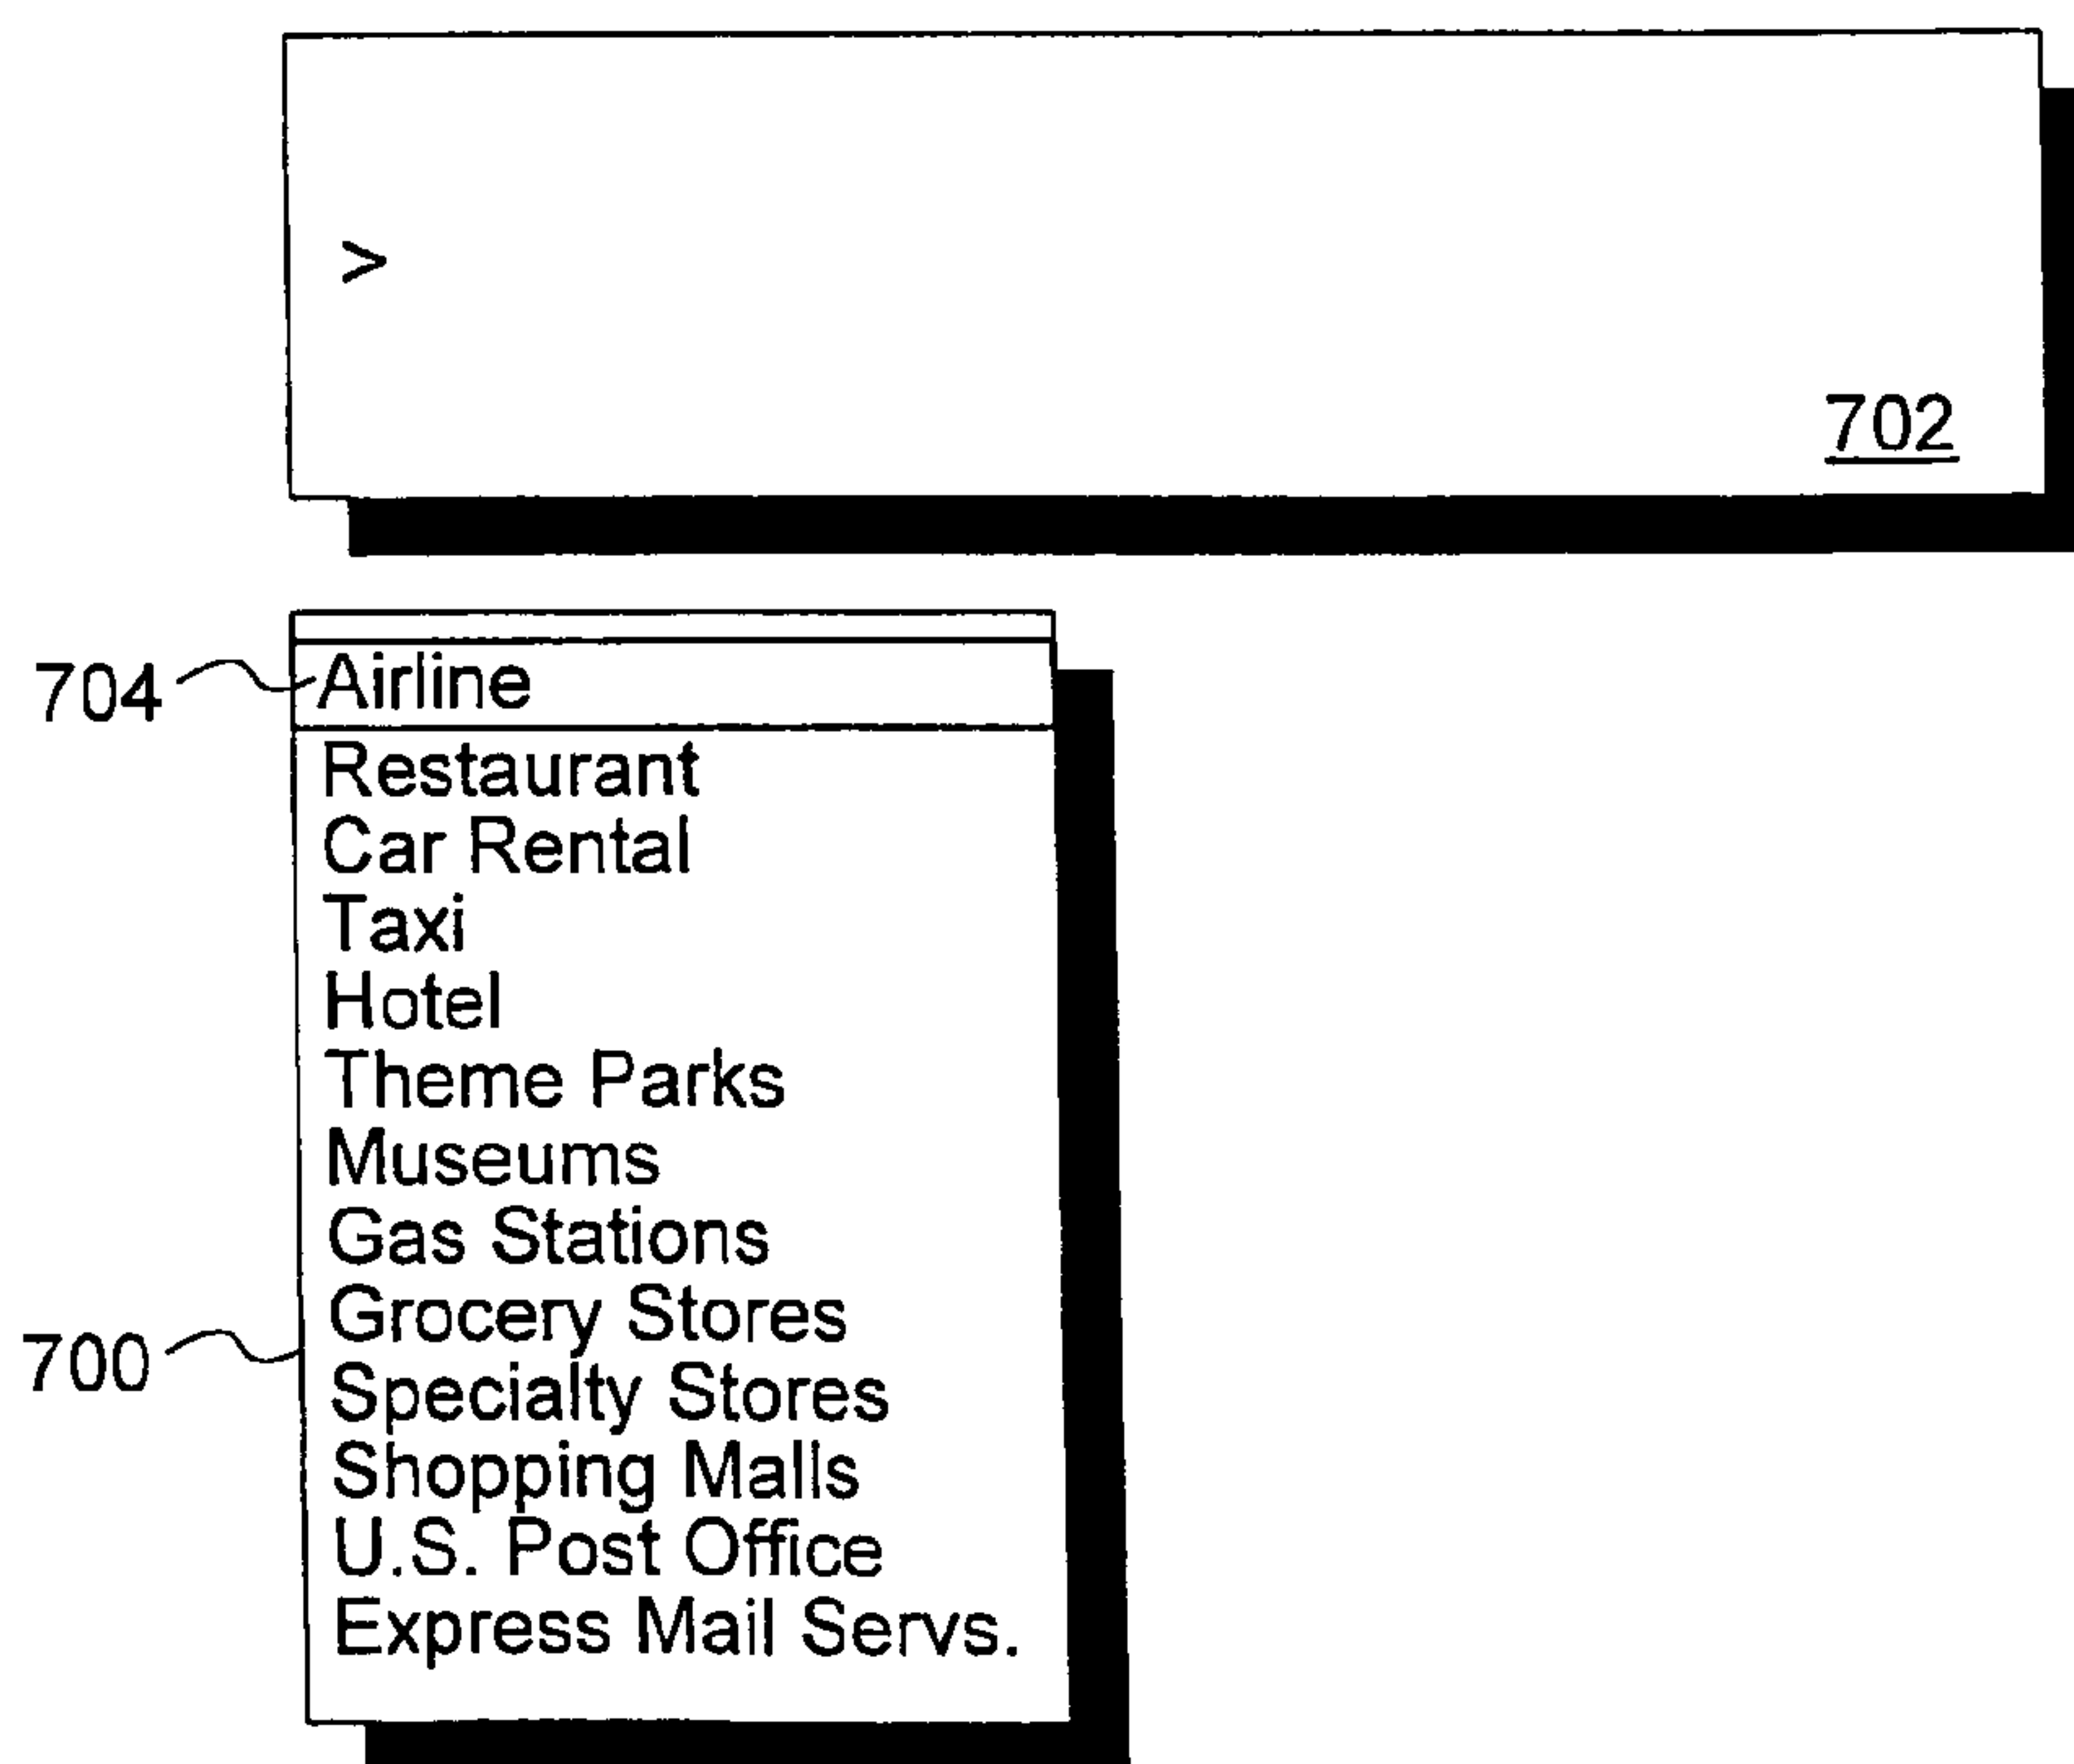 >
702
704 Airline
Restaurant
Car Rental
Taxi
Hotel
Theme Parks
Museums
Gas Stations
Grocery Stores
700
Specialty Stores
Shopping Malls
U.S. Post Office
Express Mail Servs.